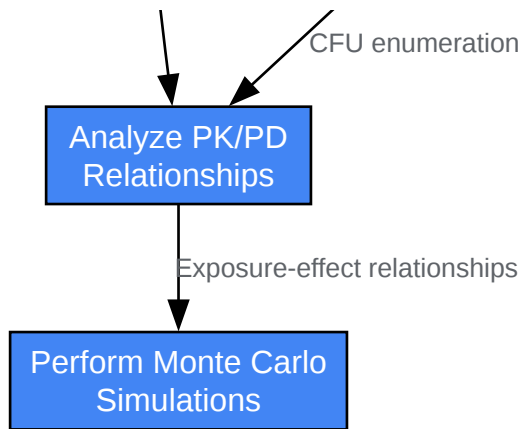 CFU enumeration
Analyze PK/PD
Relationships
Exposure-effect relationships
Perform Monte Carlo
Simulations